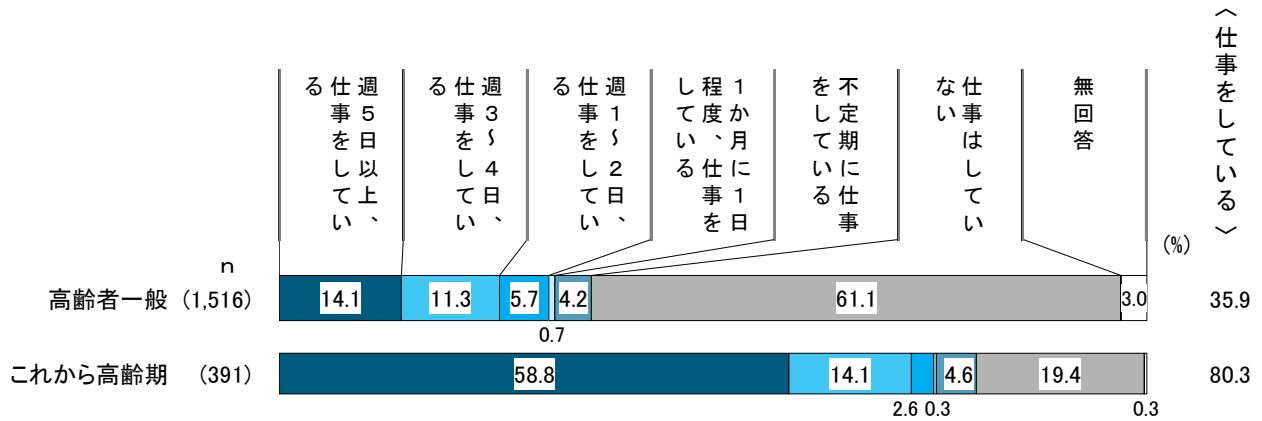 週５日以上、
仕事をしてい
る
週３～４日、
仕事をしてい
る
週１～２日、
仕事をしてい
る
１か月に１日
程度、仕事を
している
不定期に仕事
をしている
仕事はしてい
ない
無回答
〈仕事をしている〉
(%)
n
高齢者一般 (1,516) 14.1 11.3 5.7 4.2 61.1 3.0 35.9
0.7
これから高齢期 (391) 58.8 14.1 4.6 19.4 80.3
2.6 0.3 0.3